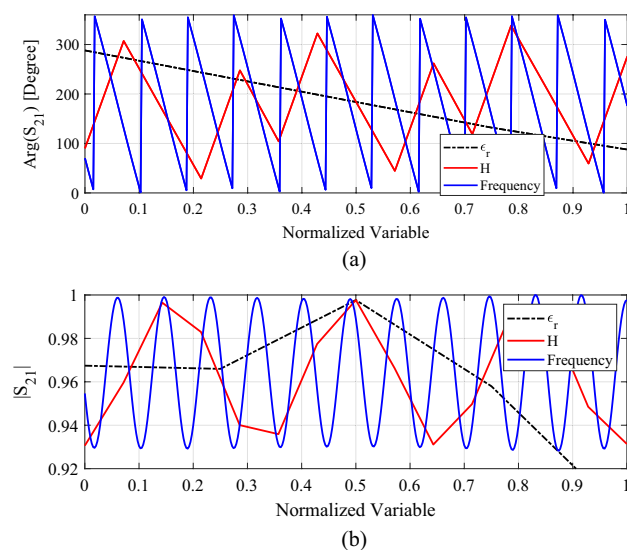 300
200
100
0
Arg(S₂₁) [Degree]
ϵᵣ
H
Frequency
0 0.1 0.2 0.3 0.4 0.5 0.6 0.7 0.8 0.9 1
Normalized Variable
(a)
1
0.98
0.96
0.94
0.92
|S₂₁|
ϵᵣ
H
Frequency
0 0.1 0.2 0.3 0.4 0.5 0.6 0.7 0.8 0.9 1
Normalized Variable
(b)